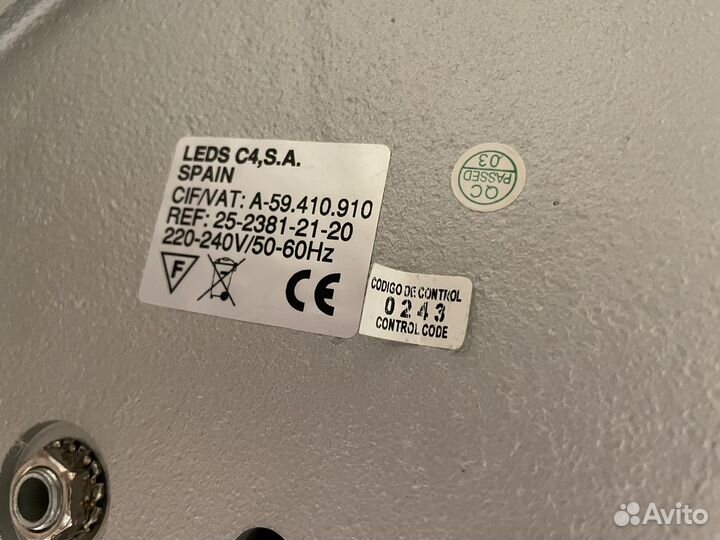 LEDS C4,S.A.
SPAIN
CIF/VAT: A-59.410.910
REF: 25-2381-21-20
220-240V/50-60Hz
F
CE
CODIGO DE CONTROL
0243
CONTROL CODE
QC
PASSED
03
Avito